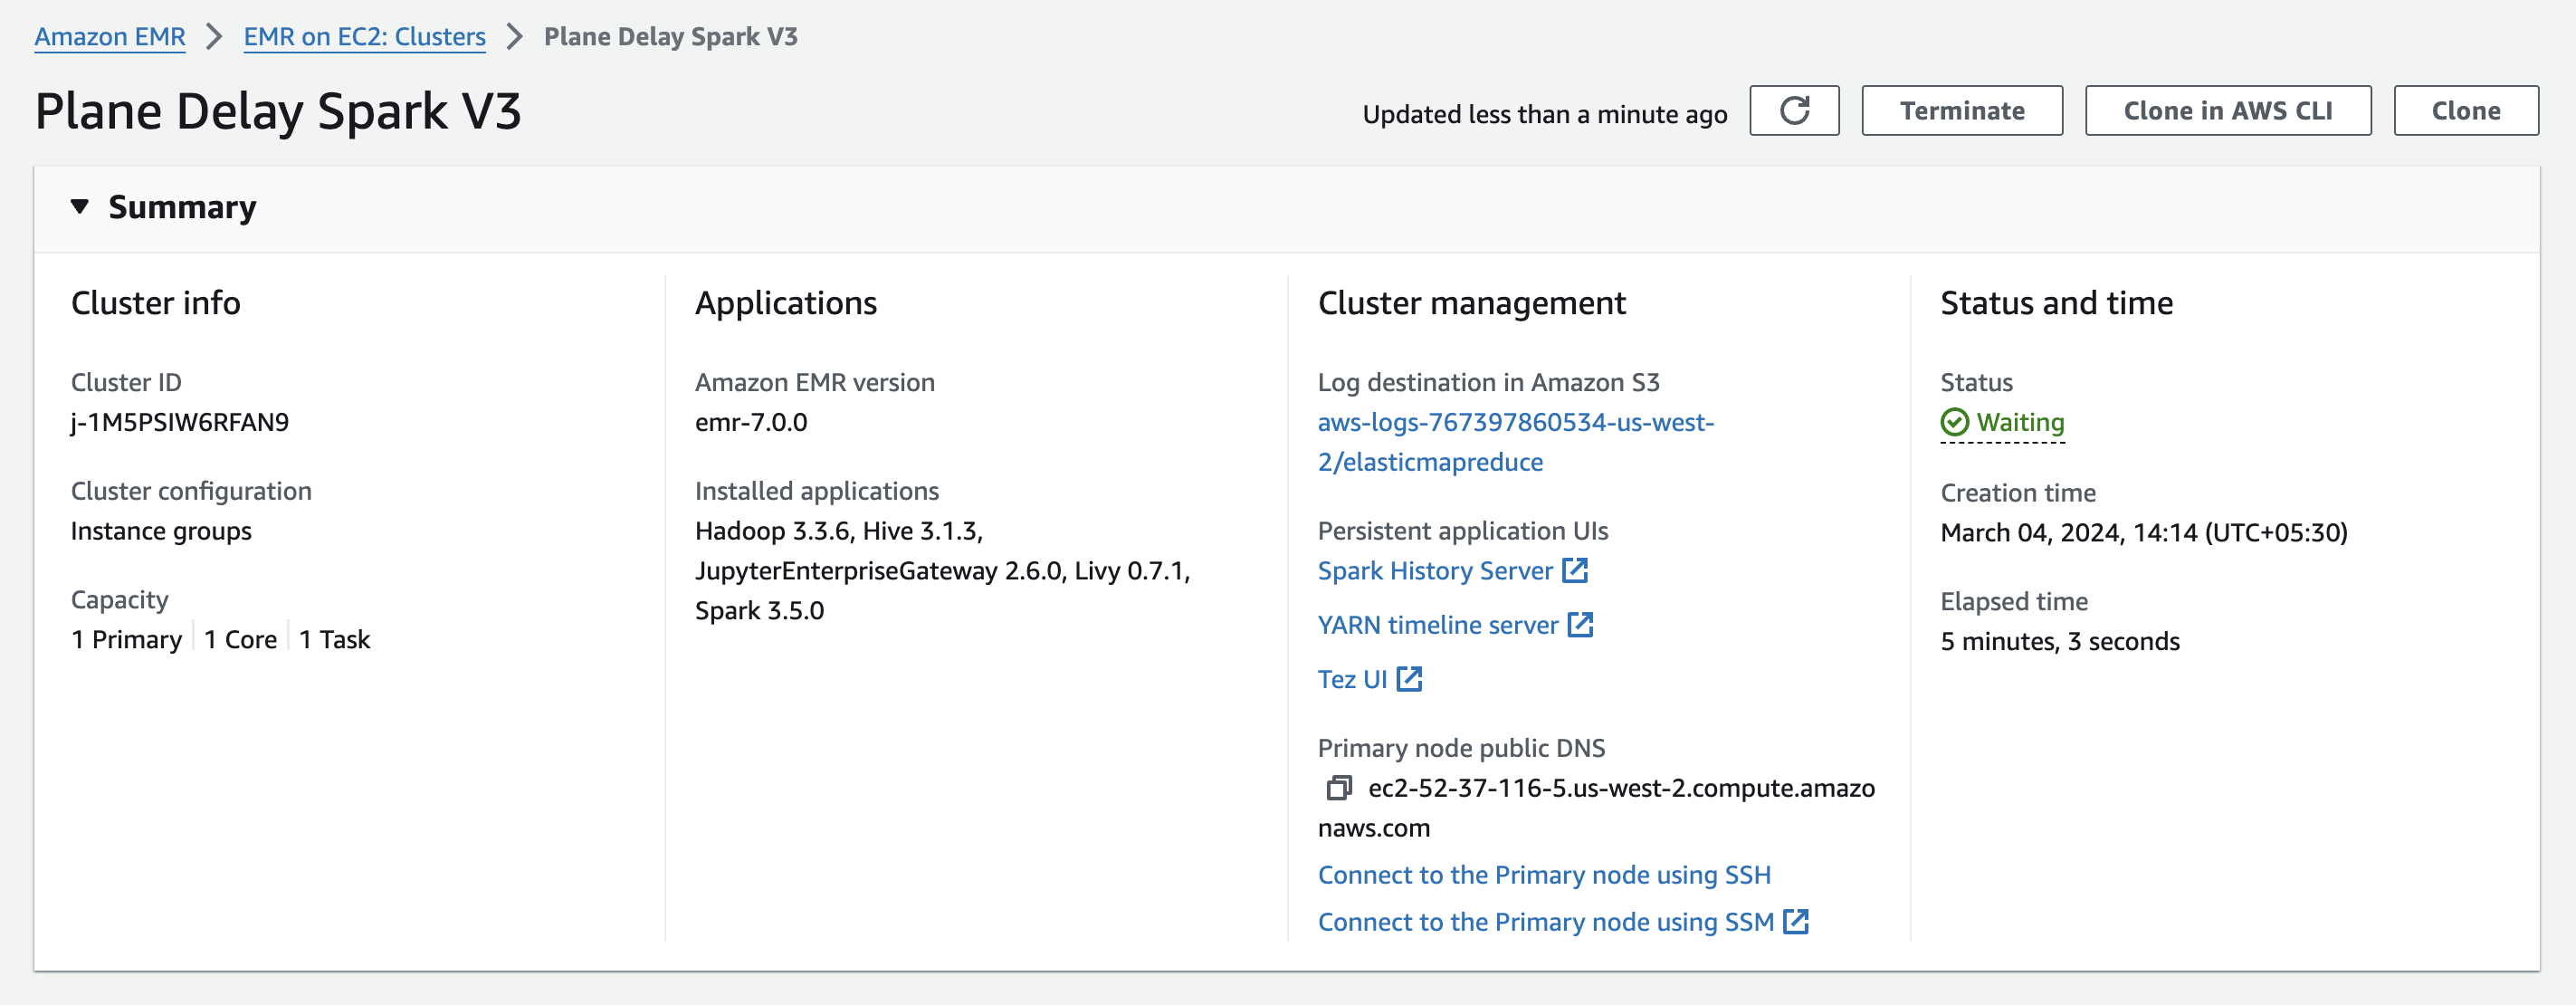 Amazon EMR > EMR on EC2: Clusters > Plane Delay Spark V3
Plane Delay Spark V3
Updated less than a minute ago
Terminate
Clone in AWS CLI
Clone
Summary
Cluster info
Cluster ID
j-1M5PSIW6RFAN9
Cluster configuration
Instance groups
Capacity
1 Primary | 1 Core | 1 Task
Applications
Amazon EMR version
emr-7.0.0
Installed applications
Hadoop 3.3.6, Hive 3.1.3,
JupyterEnterpriseGateway 2.6.0, Livy 0.7.1,
Spark 3.5.0
Cluster management
Log destination in Amazon S3
aws-logs-767397860534-us-west-
2/elasticmapreduce
Persistent application UIs
Spark History Server
YARN timeline server
Tez UI
Primary node public DNS
ec2-52-37-116-5.us-west-2.compute.amazo
naws.com
Connect to the Primary node using SSH
Connect to the Primary node using SSM
Status and time
Status
Waiting
Creation time
March 04, 2024, 14:14 (UTC+05:30)
Elapsed time
5 minutes, 3 seconds